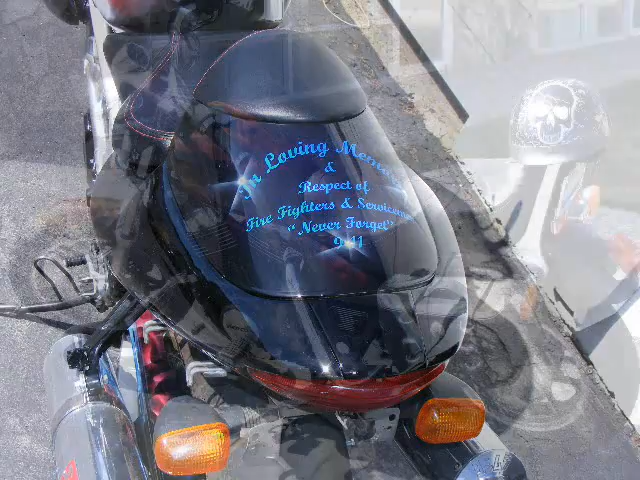 In Loving Memory
&
Respect of
Fire Fighters & Servicemen
"Never Forget"
9-11